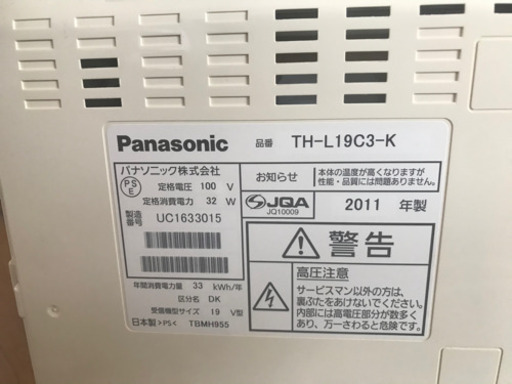 Panasonic 品番 TH-L19C3-K
パナソニック株式会社
PS
E
定格電圧 100 V
定格消費電力 32 W
製造
番号 UC1633015
お知らせ
本体の温度が高くなりますが
性能・品質には問題ありません。
JQA
JQ10009
2011 年製
警告
高圧注意
サービスマン以外の方は、
裏ぶたをあけないでください。
内部には高電圧部分が数多く
あり、万一さわると危険です。
年間消費電力量 33 kWh/年
区分名 DK
受信機型サイズ 19 V型
日本製 >PS< TBMH955